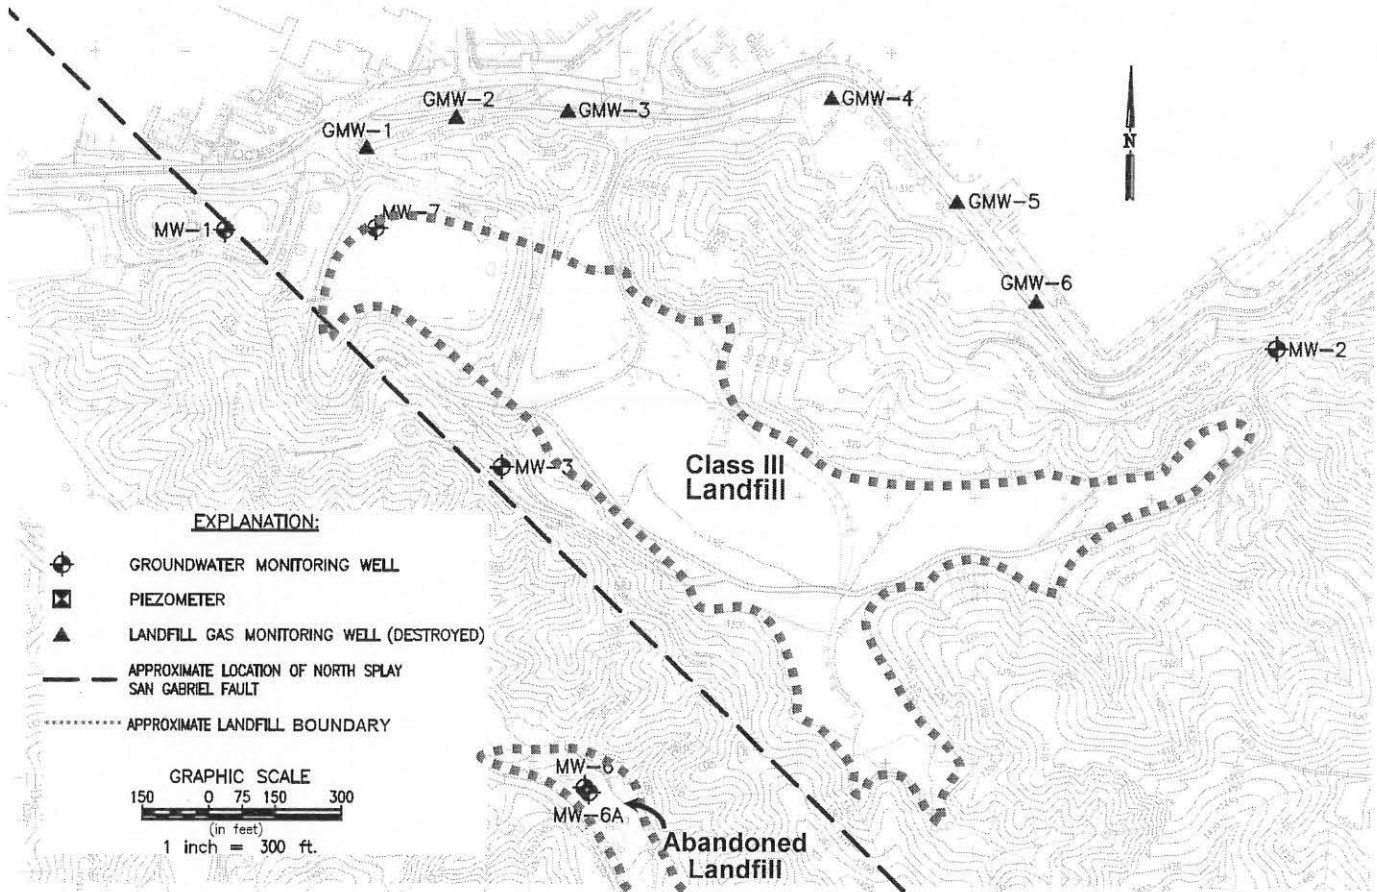 GMW-4
GMW-2
GMW-3
GMW-1
N
GMW-5
MW-7
MW-1
GMW-6
MW-2
MW-3
Class III
Landfill
EXPLANATION:
GROUNDWATER MONITORING WELL
PIEZOMETER
LANDFILL GAS MONITORING WELL (DESTROYED)
APPROXIMATE LOCATION OF NORTH SPLAY
SAN GABRIEL FAULT
APPROXIMATE LANDFILL BOUNDARY
MW-6
MW-6A
GRAPHIC SCALE
150 0 75 150 300
(in feet)
1 inch = 300 ft.
Abandoned
Landfill